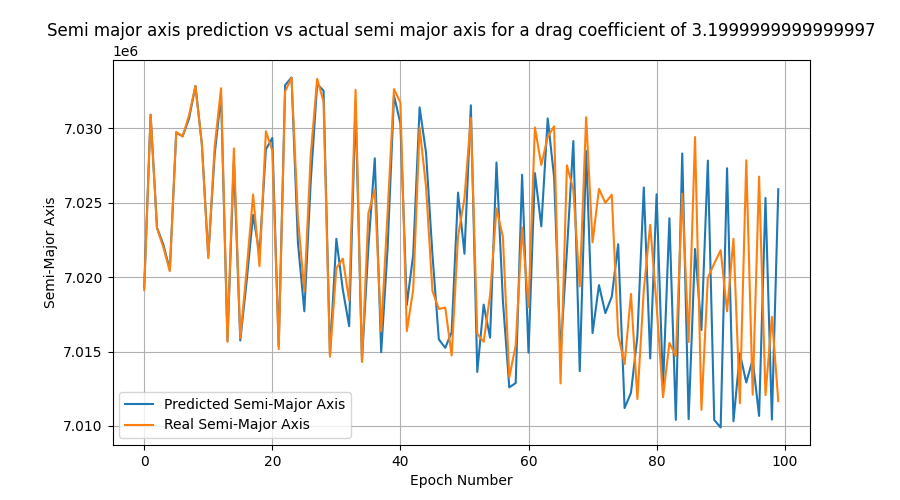 Semi major axis prediction vs actual semi major axis for a drag coefficient of 3.1999999999999997
1e6
7.030
7.025
7.020
7.015
7.010
Semi-Major Axis
Predicted Semi-Major Axis
Real Semi-Major Axis
0 20 40 60 80 100
Epoch Number